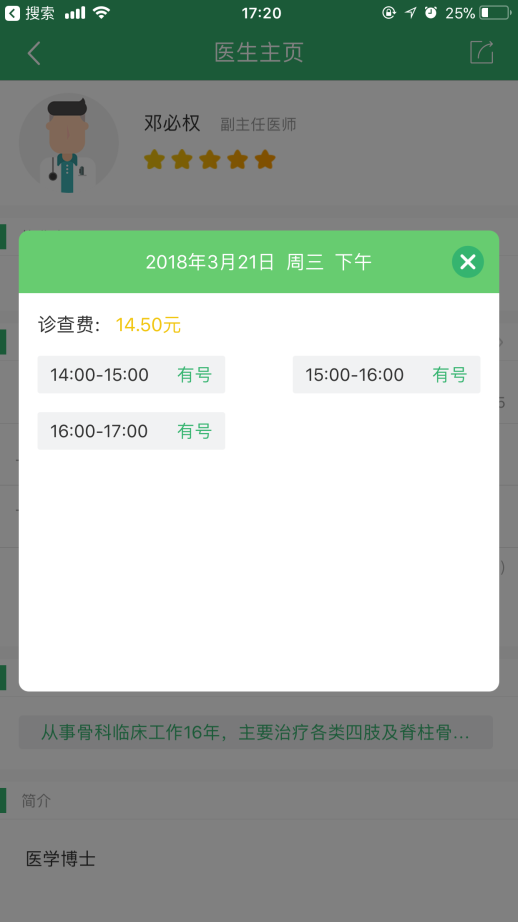 搜索 17:20 25%
医生主页
邓必权 副主任医师
2018年3月21日 周三 下午
诊查费: 14.50元
14:00-15:00 有号 15:00-16:00 有号
16:00-17:00 有号
从事骨科临床工作16年，主要治疗各类四肢及脊柱骨...
简介
医学博士